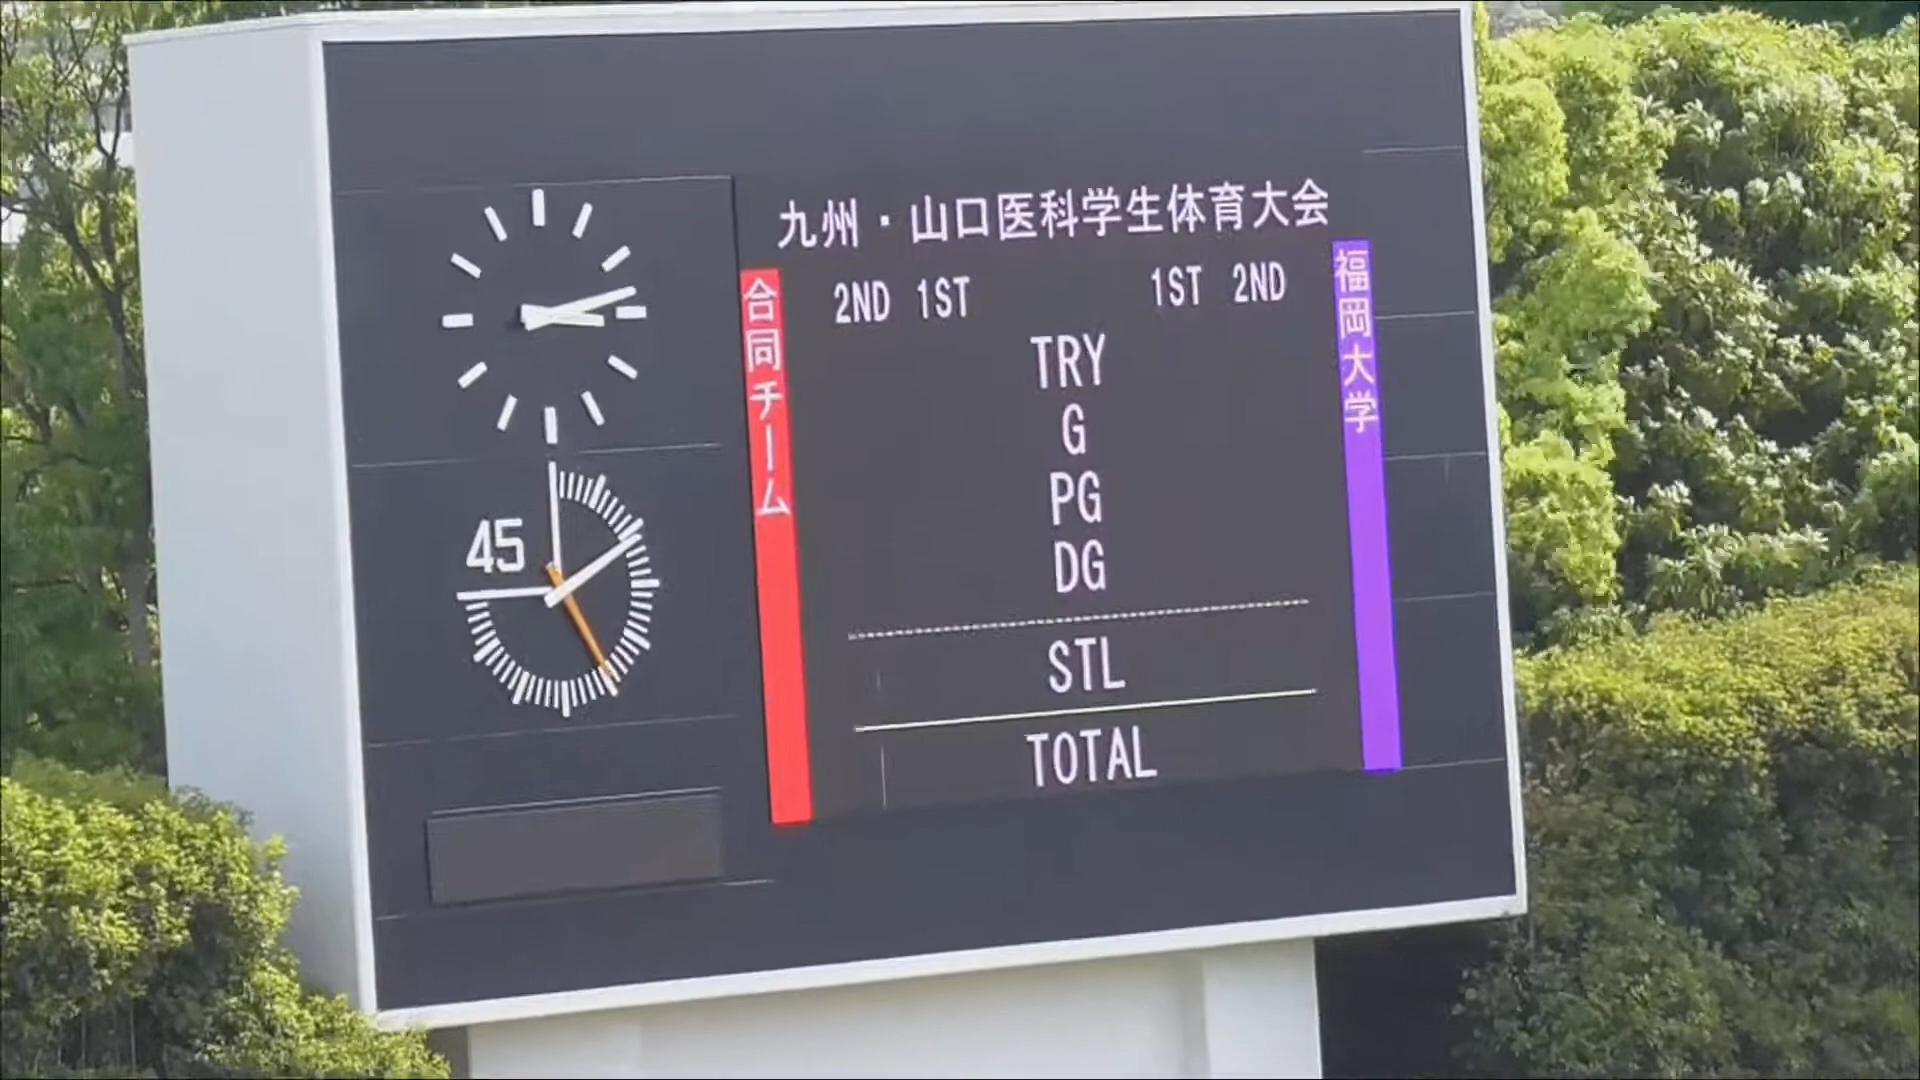 九州・山口医科学生体育大会
合同チーム
2ND 1ST
1ST 2ND
福岡大学
TRY
G
PG
DG
STL
TOTAL
45